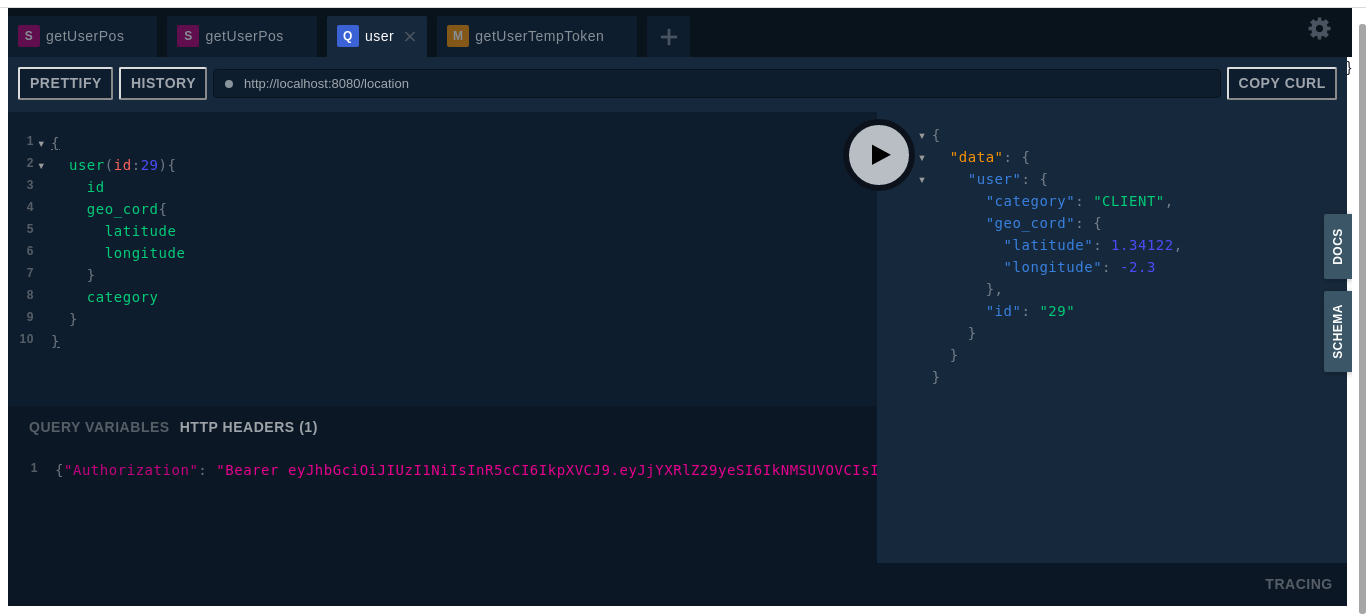 S getUserPos S getUserPos Q user × M getUserTempToken +
PRETTIFY HISTORY http://localhost:8080/location COPY CURL }
1 {
2 user(id:29){
3 id
4 geo_cord{
5 latitude
6 longitude
7 }
8 category
9 }
10 }
{
"data": {
"user": {
"category": "CLIENT",
"geo_cord": {
"latitude": 1.34122,
"longitude": -2.3
},
"id": "29"
}
}
}
DOCS
SCHEMA
QUERY VARIABLES HTTP HEADERS (1)
1 {"Authorization": "Bearer eyJhbGciOiJIUzI1NiIsInR5cCI6IkpXVCJ9.eyJjYXRlZ29yeSI6IkNMSUVOVCIsI
TRACING